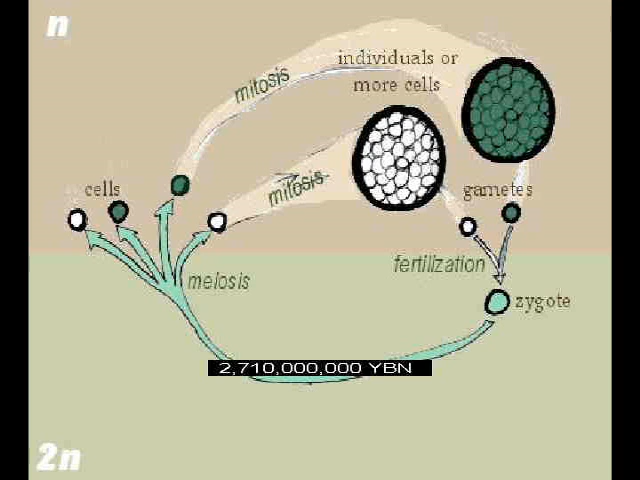 n
individuals or
more cells
mitosis
mitosis
cells
gametes
meiosis
fertilization
zygote
2,710,000,000 YBN
2n